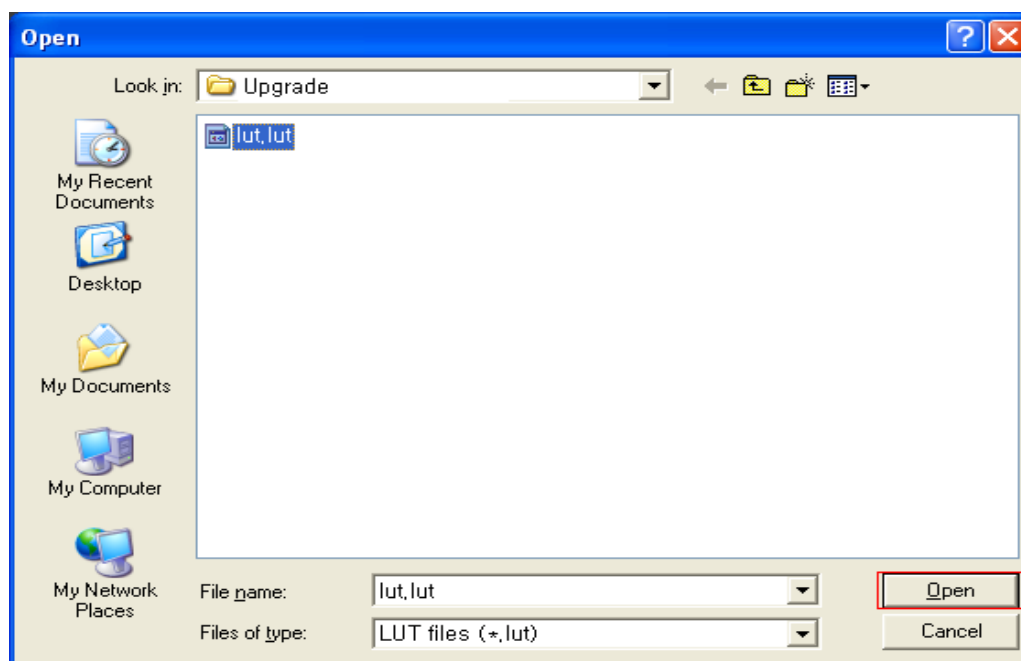 Open
Look in:
Upgrade
lut,lut
My Recent
Documents
Desktop
My Documents
My Computer
My Network
Places
File name:
lut,lut
Open
Files of type:
LUT files (*,lut)
Cancel